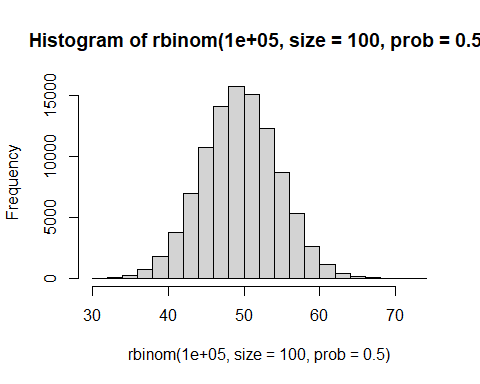 Histogram of rbinom(1e+05, size = 100, prob = 0.5
Frequency
15000
10000
5000
0
30 40 50 60 70
rbinom(1e+05, size = 100, prob = 0.5)